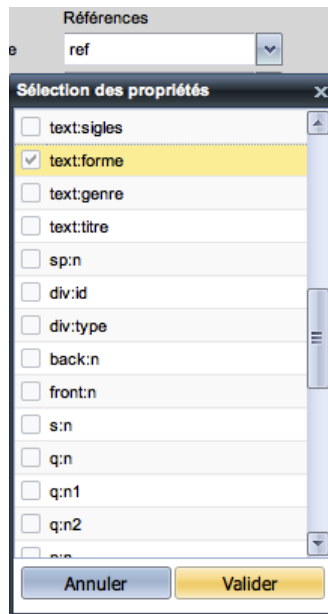 Références
e ref
Sélection des propriétés x
text:sigles
text:forme
text:genre
text:titre
sp:n
div:id
div:type
back:n
front:n
s:n
q:n
q:n1
q:n2
Annuler Valider